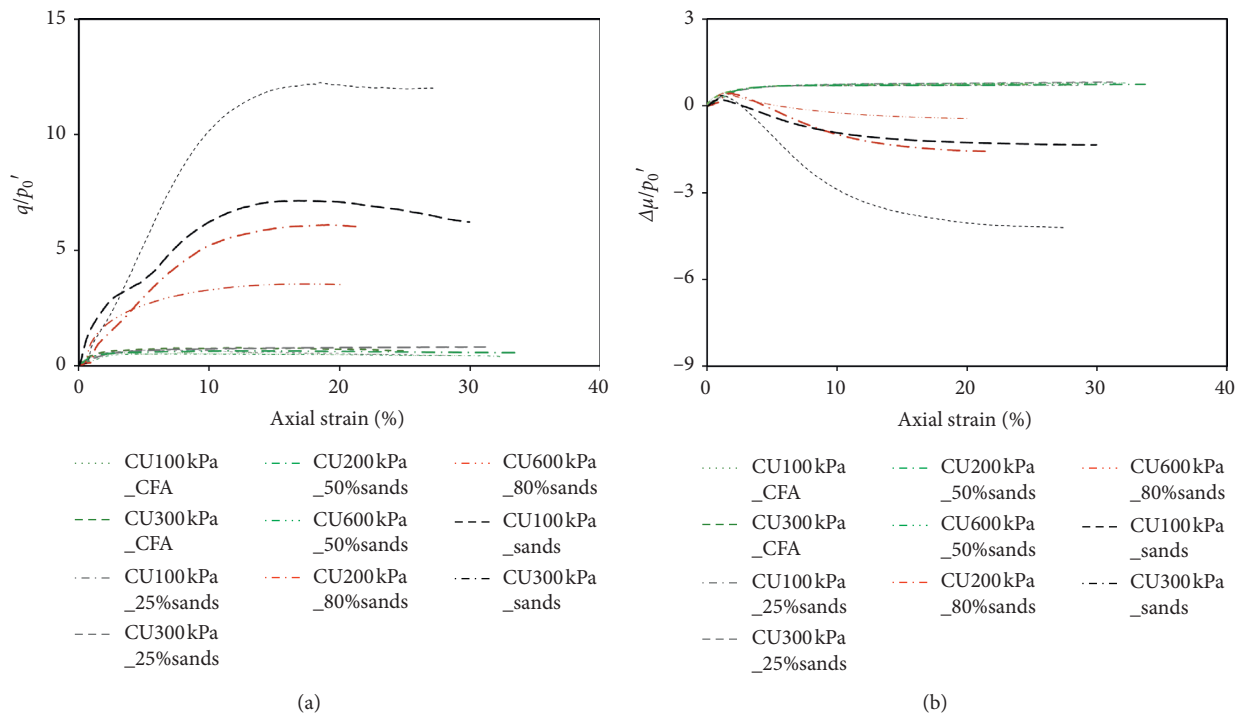 15
10
5
0
q/p0′
0
10
20
30
40
Axial strain (%)
CU100 kPa
_CFA
CU300 kPa
_CFA
CU100 kPa
_25%sands
CU300 kPa
_25%sands
CU200 kPa
_50%sands
CU600 kPa
_50%sands
CU200 kPa
_80%sands
CU600 kPa
_80%sands
CU100 kPa
_sands
CU300 kPa
_sands
(a)
3
0
−3
−6
−9
Δμ/p0′
0
10
20
30
40
Axial strain (%)
CU100 kPa
_CFA
CU300 kPa
_CFA
CU100 kPa
_25%sands
CU300 kPa
_25%sands
CU200 kPa
_50%sands
CU600 kPa
_50%sands
CU200 kPa
_80%sands
CU600 kPa
_80%sands
CU100 kPa
_sands
CU300 kPa
_sands
(b)